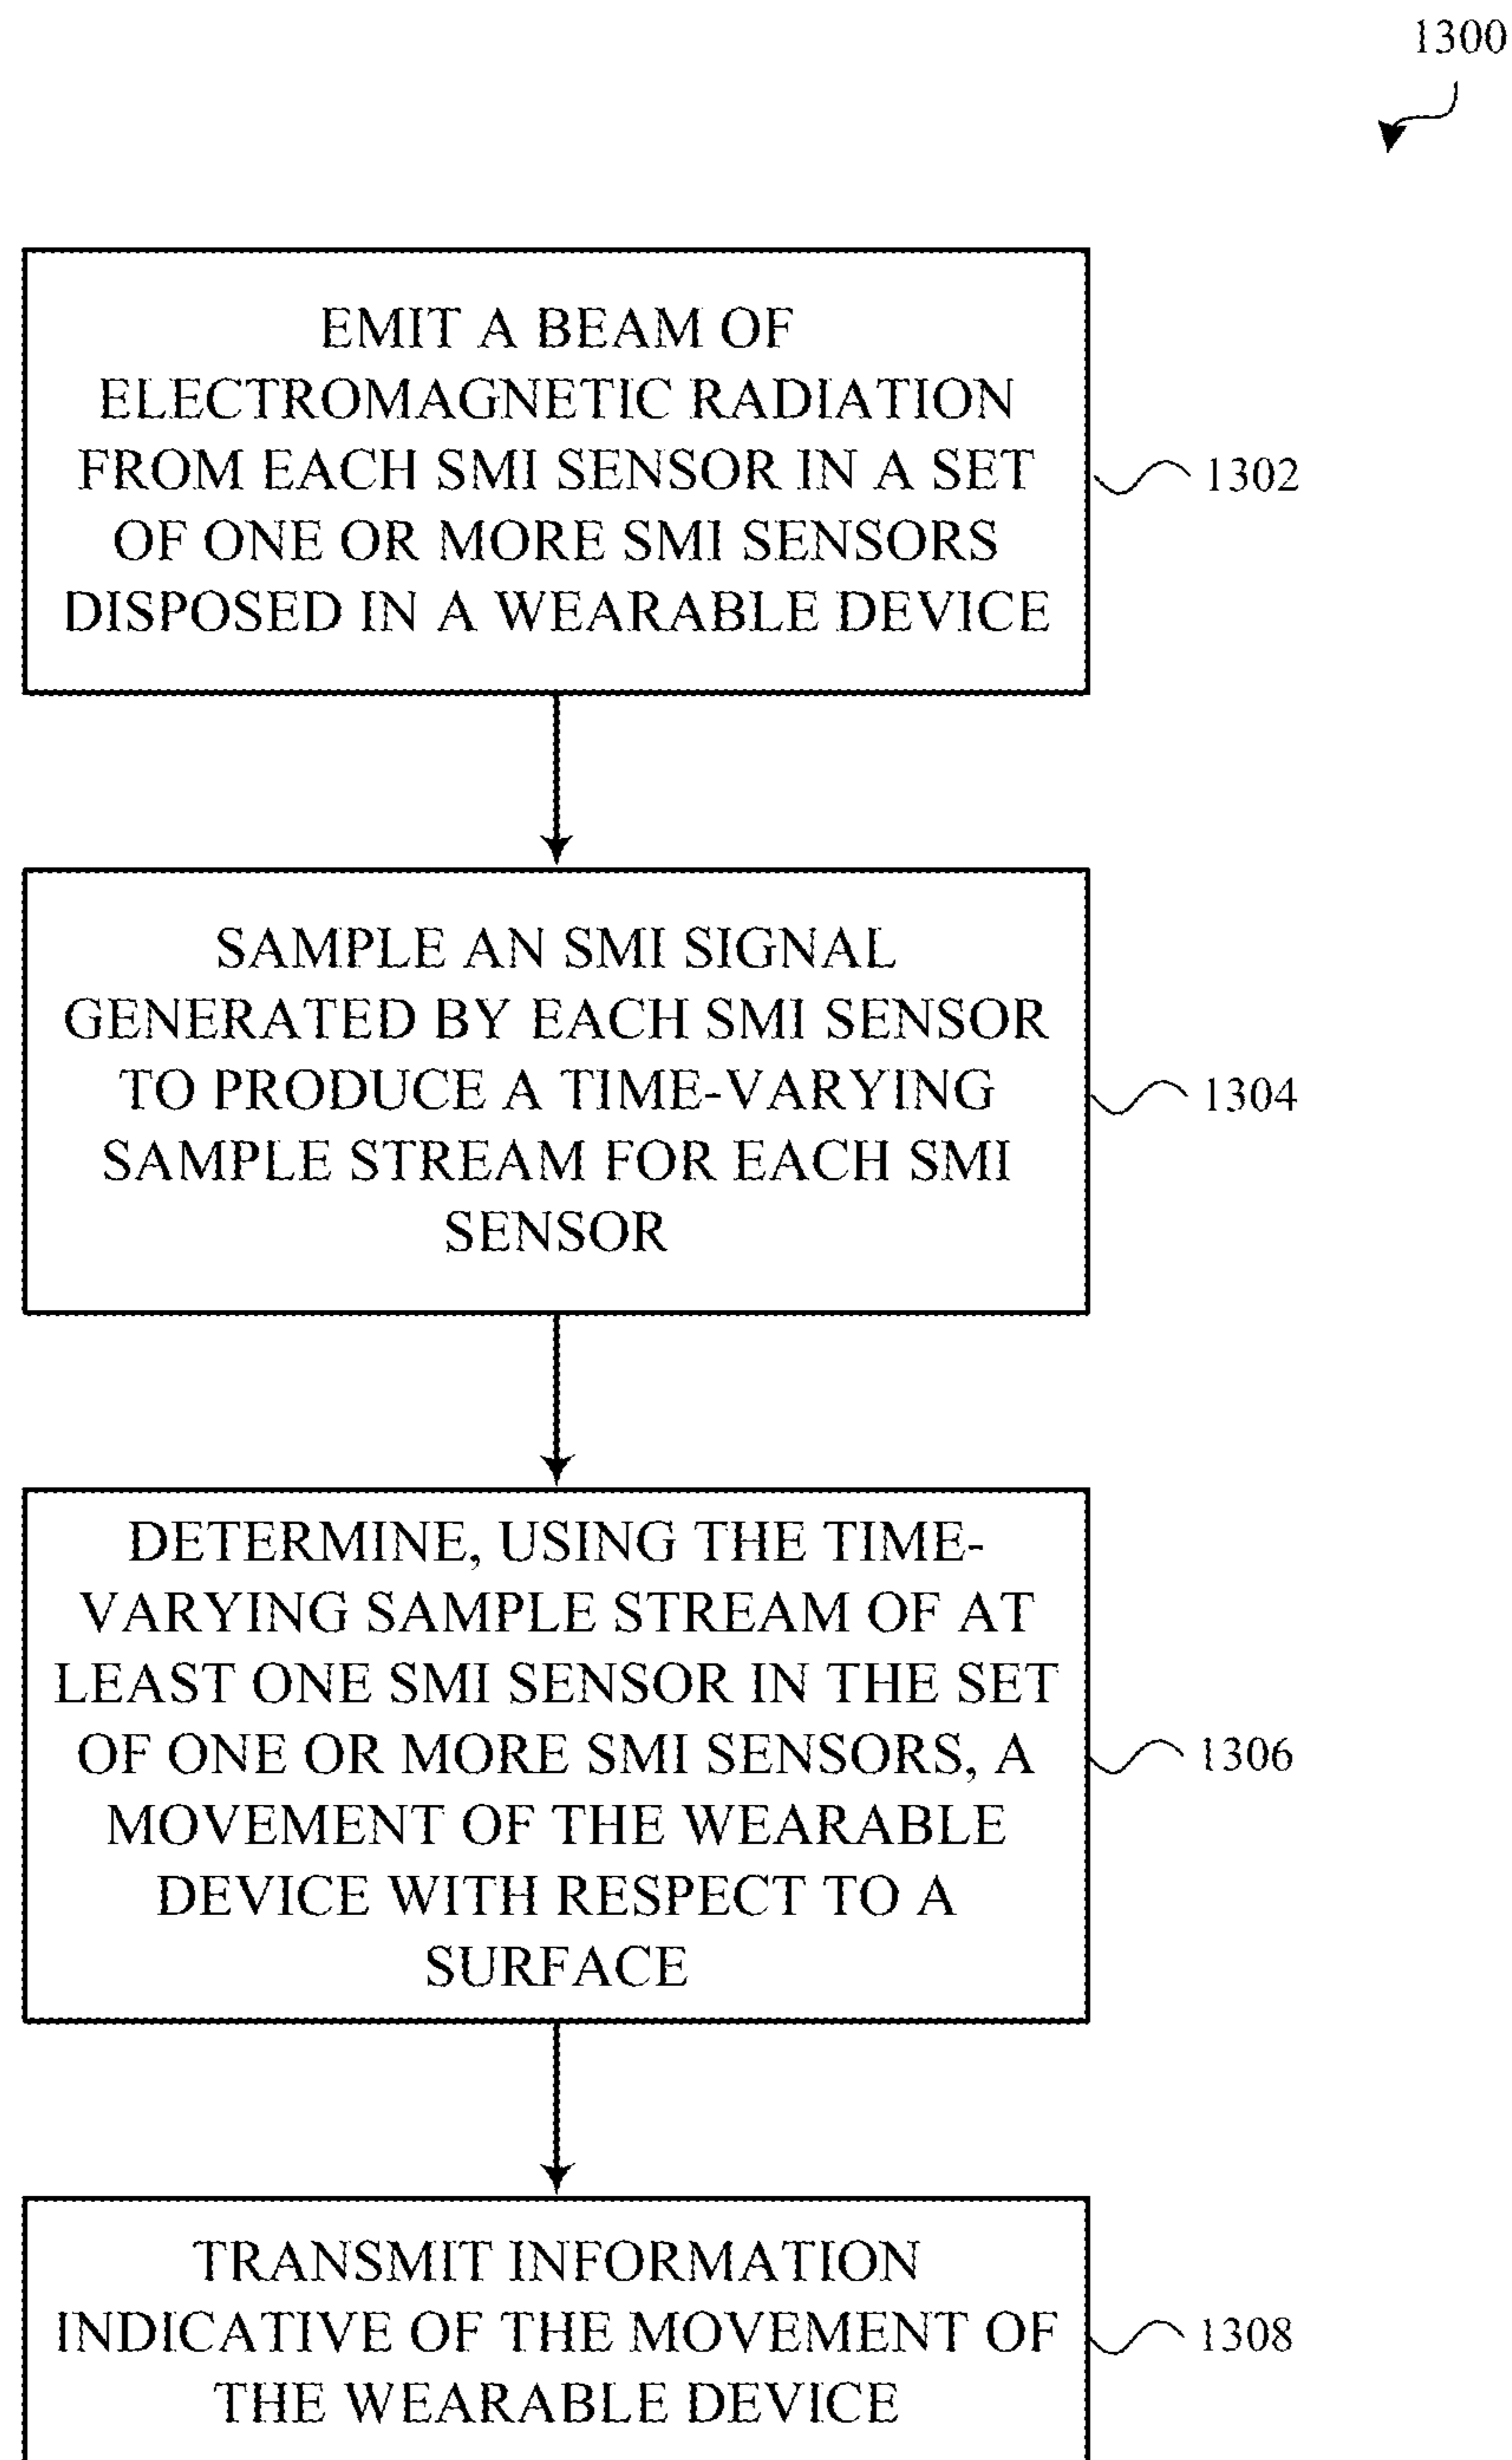 1300
EMIT A BEAM OF
ELECTROMAGNETIC RADIATION
FROM EACH SMI SENSOR IN A SET
OF ONE OR MORE SMI SENSORS
DISPOSED IN A WEARABLE DEVICE
1302
SAMPLE AN SMI SIGNAL
GENERATED BY EACH SMI SENSOR
TO PRODUCE A TIME-VARYING
SAMPLE STREAM FOR EACH SMI
SENSOR
1304
DETERMINE, USING THE TIME-
VARYING SAMPLE STREAM OF AT
LEAST ONE SMI SENSOR IN THE SET
OF ONE OR MORE SMI SENSORS, A
MOVEMENT OF THE WEARABLE
DEVICE WITH RESPECT TO A
SURFACE
1306
TRANSMIT INFORMATION
INDICATIVE OF THE MOVEMENT OF
THE WEARABLE DEVICE
1308